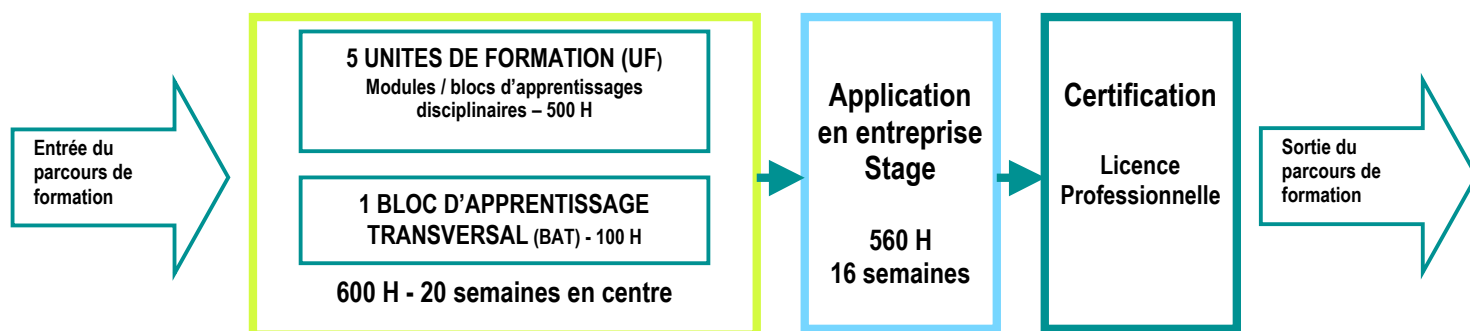 Entrée du
parcours de
formation
5 UNITES DE FORMATION (UF)
Modules / blocs d’apprentissages
disciplinaires – 500 H
1 BLOC D’APPRENTISSAGE
TRANSVERSAL (BAT) - 100 H
600 H - 20 semaines en centre
Application
en entreprise
Stage
560 H
16 semaines
Certification
Licence
Professionnelle
Sortie du
parcours de
formation